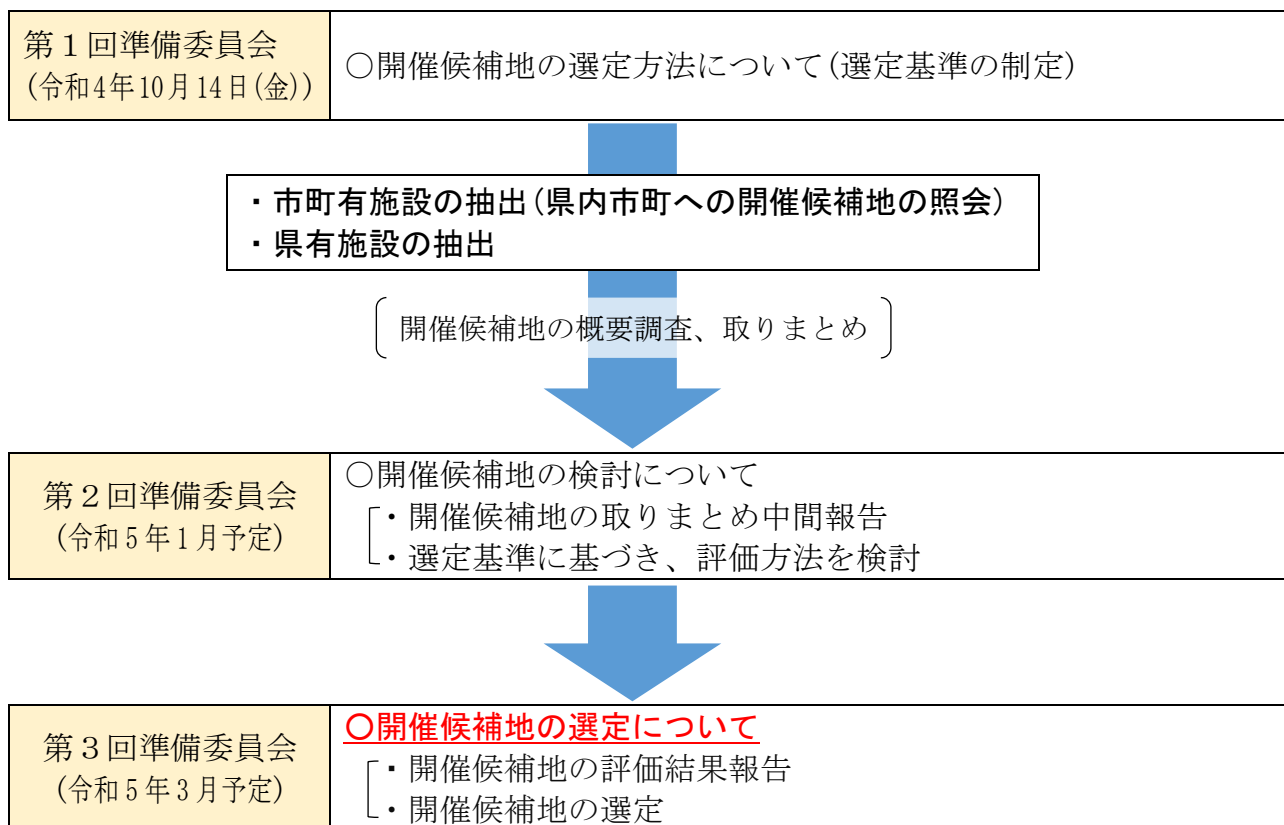 第１回準備委員会
(令和4年10月14日(金))
○開催候補地の選定方法について(選定基準の制定)
・市町有施設の抽出(県内市町への開催候補地の照会)
・県有施設の抽出
開催候補地の概要調査、取りまとめ
第２回準備委員会
(令和５年１月予定)
○開催候補地の検討について
・開催候補地の取りまとめ中間報告
・選定基準に基づき、評価方法を検討
第３回準備委員会
(令和５年３月予定)
○開催候補地の選定について
・開催候補地の評価結果報告
・開催候補地の選定